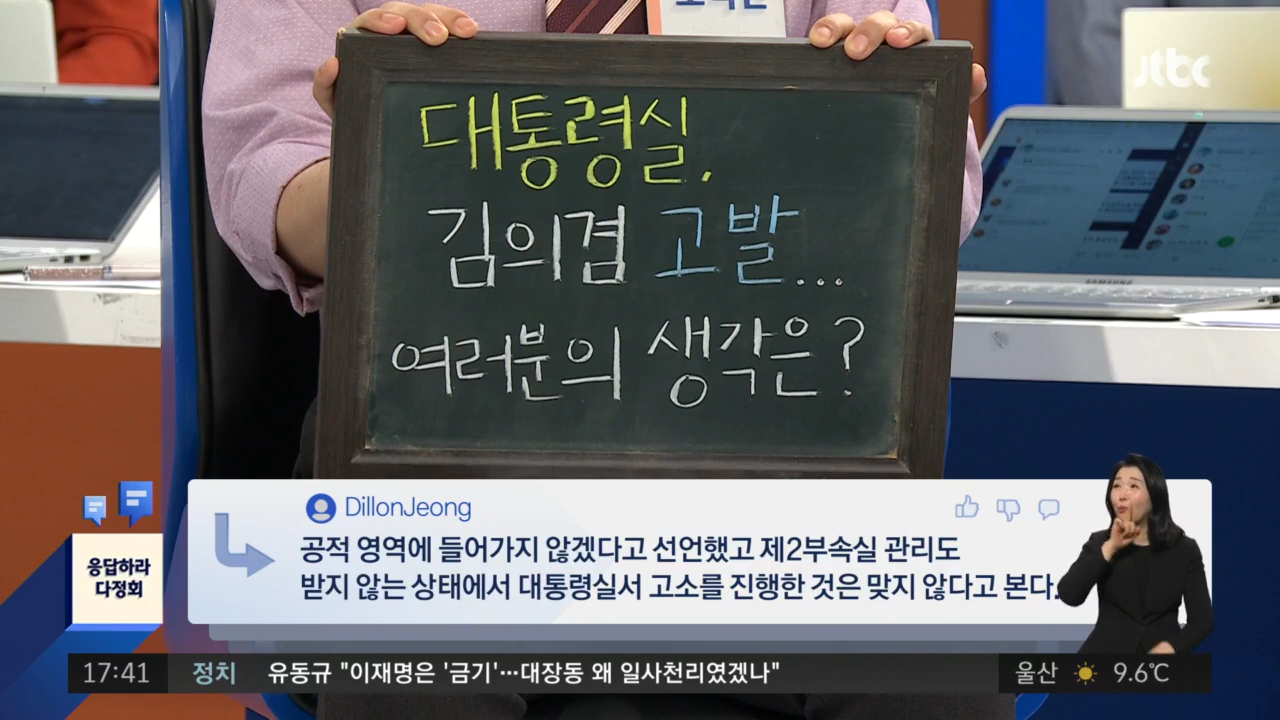 jtbc
대통령실.
김의겸 고발...
여러분의 생각은?
SAMSUNG
DillonJeong
공적 영역에 들어가지 않겠다고 선언했고 제2부속실 관리도
받지 않는 상태에서 대통령실서 고소를 진행한 것은 맞지 않다고 본다.
응답하라
다정회
17:41 정치 유동규 "이재명은 '금기'…대장동 왜 일사천리였겠나" 울산 9.6℃